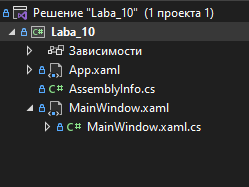 Решение "Laba_10" (1 проекта 1)
C# Laba_10
Зависимости
App.xaml
C# AssemblyInfo.cs
MainWindow.xaml
C# MainWindow.xaml.cs